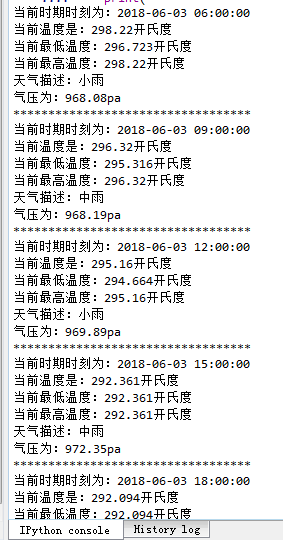 print(
当前时期时刻为: 2018-06-03 06:00:00
当前温度是: 298.22开氏度
当前最低温度: 296.723开氏度
当前最高温度: 298.22开氏度
天气描述: 小雨
气压为: 968.08pa
**********************************
当前时期时刻为: 2018-06-03 09:00:00
当前温度是: 296.32开氏度
当前最低温度: 295.316开氏度
当前最高温度: 296.32开氏度
天气描述: 中雨
气压为: 968.19pa
**********************************
当前时期时刻为: 2018-06-03 12:00:00
当前温度是: 295.16开氏度
当前最低温度: 294.664开氏度
当前最高温度: 295.16开氏度
天气描述: 小雨
气压为: 969.89pa
**********************************
当前时期时刻为: 2018-06-03 15:00:00
当前温度是: 292.361开氏度
当前最低温度: 292.361开氏度
当前最高温度: 292.361开氏度
天气描述: 中雨
气压为: 972.35pa
**********************************
当前时期时刻为: 2018-06-03 18:00:00
当前温度是: 292.094开氏度
当前最低温度: 292.094开氏度
IPython console History log